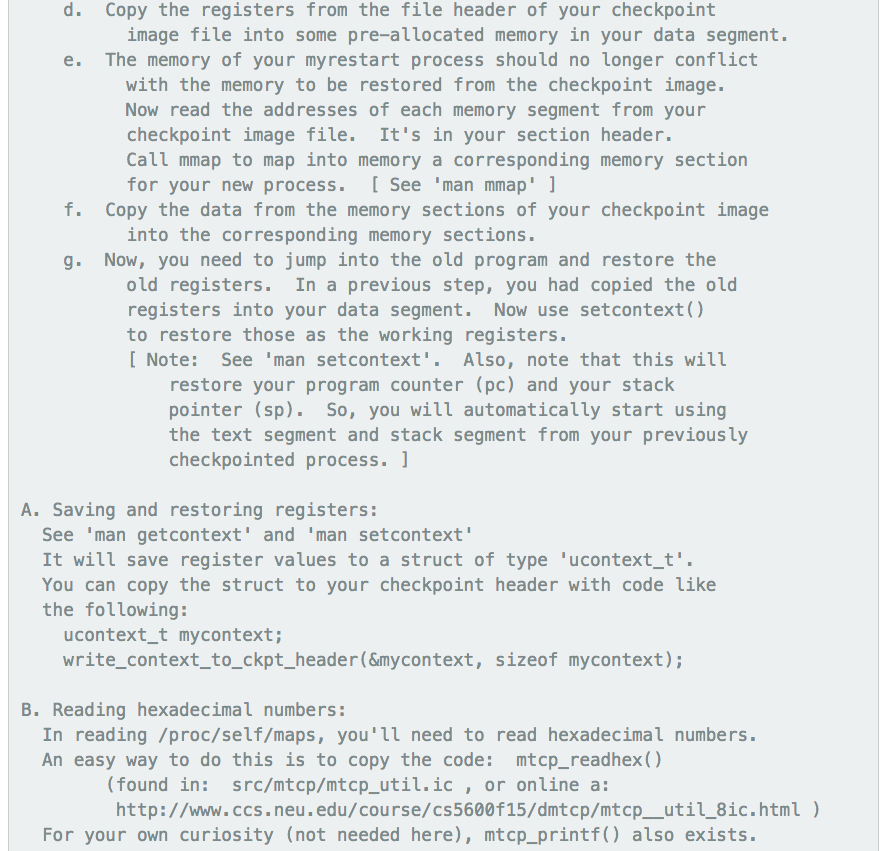 d.  Copy the registers from the file header of your checkpoint
image file into some pre-allocated memory in your data segment.
e.  The memory of your myrestart process should no longer conflict
with the memory to be restored from the checkpoint image.
Now read the addresses of each memory segment from your
checkpoint image file.  It's in your section header.
Call mmap to map into memory a corresponding memory section
for your new process.  [ See 'man mmap' ]
f.  Copy the data from the memory sections of your checkpoint image
into the corresponding memory sections.
g.  Now, you need to jump into the old program and restore the
old registers.  In a previous step, you had copied the old
registers into your data segment.  Now use setcontext()
to restore those as the working registers.
[ Note:  See 'man setcontext'.  Also, note that this will
restore your program counter (pc) and your stack
pointer (sp).  So, you will automatically start using
the text segment and stack segment from your previously
checkpointed process. ]
A. Saving and restoring registers:
See 'man getcontext' and 'man setcontext'
It will save register values to a struct of type 'ucontext_t'.
You can copy the struct to your checkpoint header with code like
the following:
ucontext_t mycontext;
write_context_to_ckpt_header(&mycontext, sizeof mycontext);
B. Reading hexadecimal numbers:
In reading /proc/self/maps, you'll need to read hexadecimal numbers.
An easy way to do this is to copy the code:  mtcp_readhex()
(found in:  src/mtcp/mtcp_util.ic , or online a:
http://www.ccs.neu.edu/course/cs5600f15/dmtcp/mtcp__util_8ic.html )
For your own curiosity (not needed here), mtcp_printf() also exists.